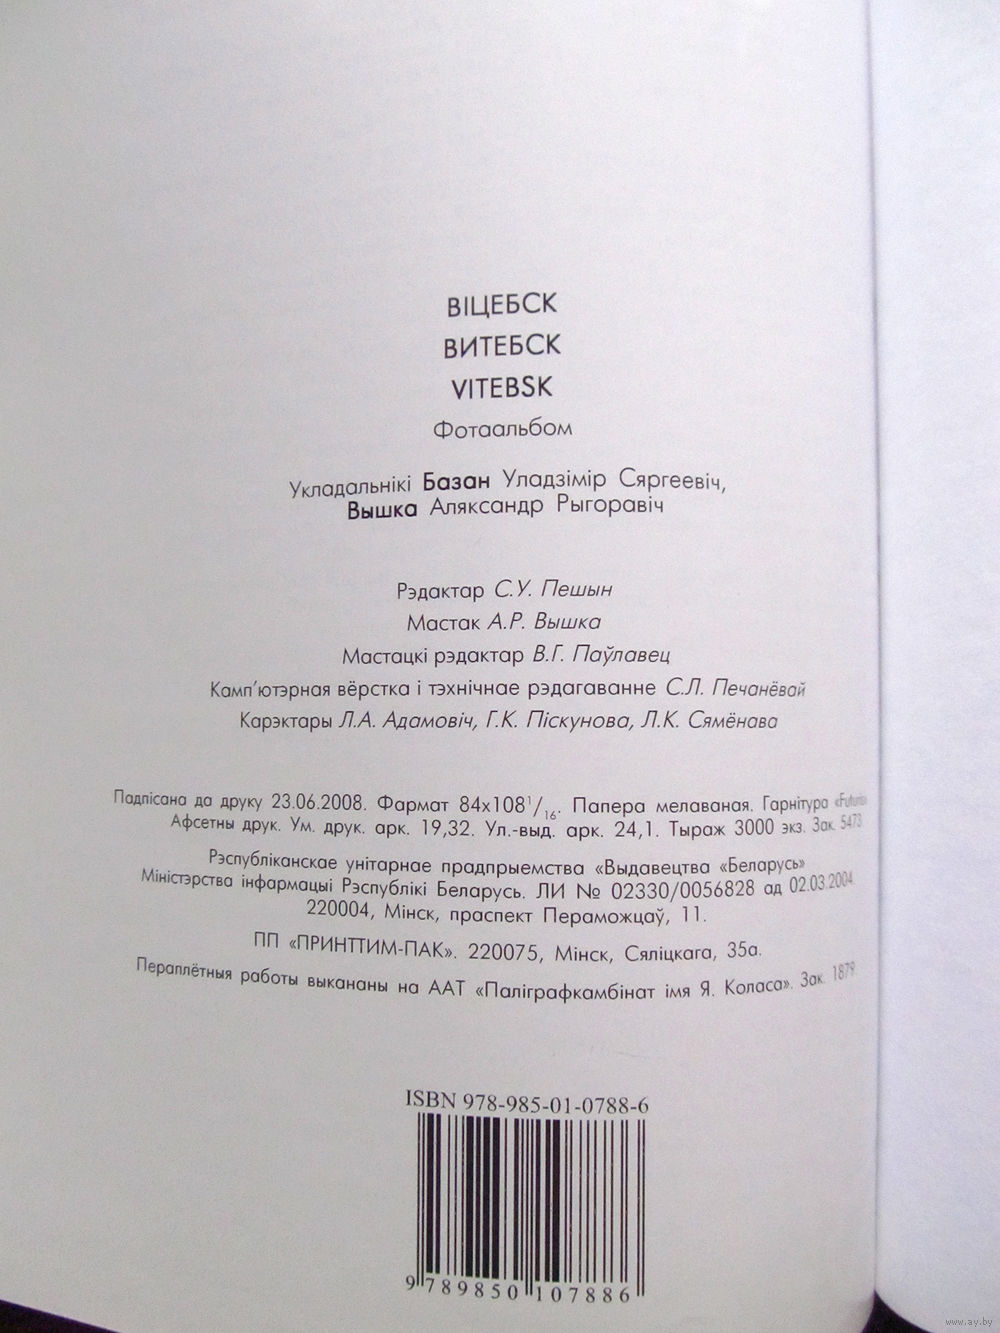 ВІЦЕБСК
ВИТЕБСК
VITEBSK
Фотаальбом
Укладальнікі Базан Уладзімір Сяргеевіч,
Вышка Аляксандр Рыгоравіч
Рэдактар С.У. Пешын
Мастак А.Р. Вышка
Мастацкі рэдактар В.Г. Паўлавец
Камп'ютэрная вёрстка і тэхнічнае рэдагаванне С.Л. Печанёвай
Карэктары Л.А. Адамовіч, Г.К. Піскунова, Л.К. Сямёнава
Падпісана да друку 23.06.2008. Фармат 84х108 1/16. Папера мелаваная. Гарнітура
Афсетны друк. Ум. друк. арк. 19,32. Ул.-выд. арк. 24,1. Тыраж 3000 экз. Зак. 5473
Рэспубліканскае унітарнае прадпрыемства «Выдавецтва «Беларусь»
Міністэрства інфармацыі Рэспублікі Беларусь. ЛИ № 02330/0056828 ад 02.03.2004
220004, Мінск, праспект Пераможцаў, 11.
ПП «ПРИНТТИМ-ПАК». 220075, Мінск, Сяліцкага, 35а.
Пераплётныя работы выкананы на ААТ «Паліграфкамбінат імя Я. Коласа». Зак. 1879
ISBN 978-985-01-0788-6
9 789850 107886
www.ay.by